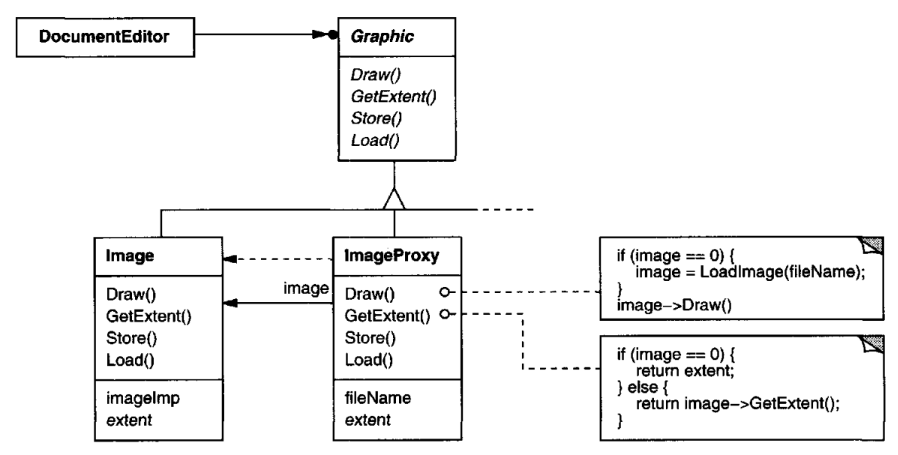 DocumentEditor
Graphic
Draw()
GetExtent()
Store()
Load()
Image
Draw()
GetExtent()
Store()
Load()
imageImp
extent
image
ImageProxy
Draw()
GetExtent()
Store()
Load()
fileName
extent
if (image == 0) {
image = LoadImage(fileName);
}
image->Draw()
if (image == 0) {
return extent;
} else {
return image->GetExtent();
}